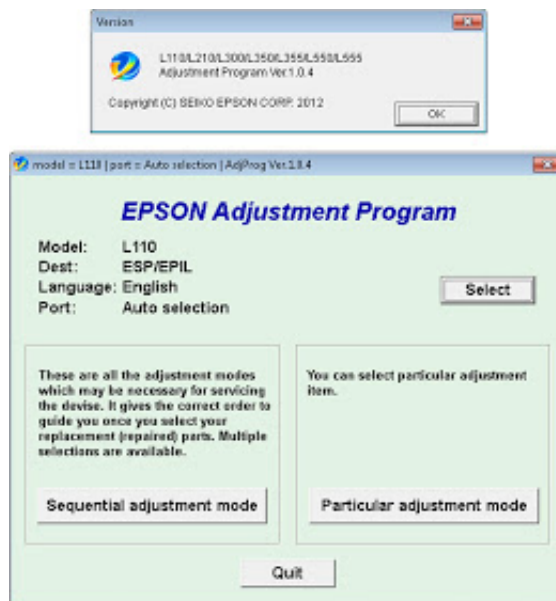 Version
L110/L210/L300/L350/L355/L550/L555
Adjustment Program Ver.1.0.4
Copyright (C) SEIKO EPSON CORP. 2012
OK
model = L110 | port = Auto selection | AdjProg Ver.1.0.4
EPSON Adjustment Program
Model: L110
Dest: ESP/EPIL
Language: English
Port: Auto selection
Select
These are all the adjustment modes
which may be necessary for servicing
the devise. It gives the correct order to
guide you once you select your
replacement (repaired) parts. Multiple
selections are available.
Sequential adjustment mode
You can select particular adjustment
item.
Particular adjustment mode
Quit